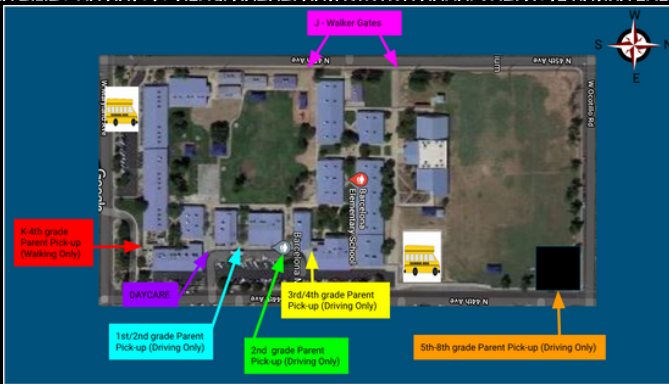 J - Walker Gates
W
S
N
E
N 45th Ave
N 45th Ave
W Ocotillo Rd
Google
Barcelona
Elementary School
K-4th grade
Parent Pick-up
(Walking Only)
DAYCARE
1st/2nd grade Parent
Pick-up (Driving Only)
2nd grade Parent
Pick-up (Driving Only)
3rd/4th grade Parent
Pick-up (Driving Only)
N 44th Ave
5th-8th grade Parent Pick-up (Driving Only)